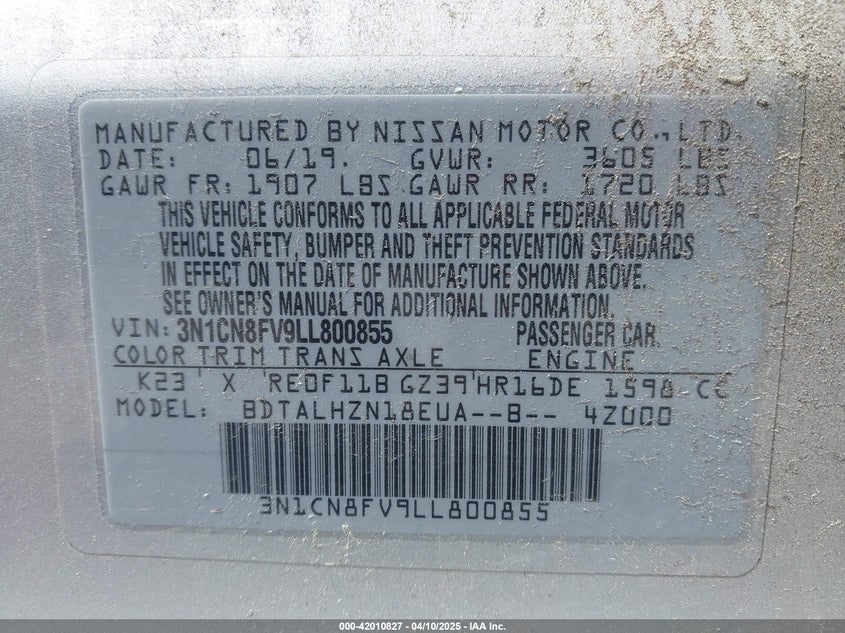 MANUFACTURED BY NISSAN MOTOR CO., LTD.
DATE: 06/19. GVWR: 3605 LBS
GAWR FR: 1907 LBS GAWR RR: 1720 LBS
THIS VEHICLE CONFORMS TO ALL APPLICABLE FEDERAL MOTOR
VEHICLE SAFETY, BUMPER AND THEFT PREVENTION STANDARDS
IN EFFECT ON THE DATE OF MANUFACTURE SHOWN ABOVE.
SEE OWNER'S MANUAL FOR ADDITIONAL INFORMATION.
VIN: 3N1CN8FV9LL800855 PASSENGER CAR.
COLOR TRIM TRANS AXLE ENGINE
K23 ' X 'RE0F11B GZ39'HR16DE 1598 CC
MODEL: BDTALHZN18EUA--B-- 4Z000
3N1CN8FV9LL800855
000-42010827 - 04/10/2025 - IAA Inc.